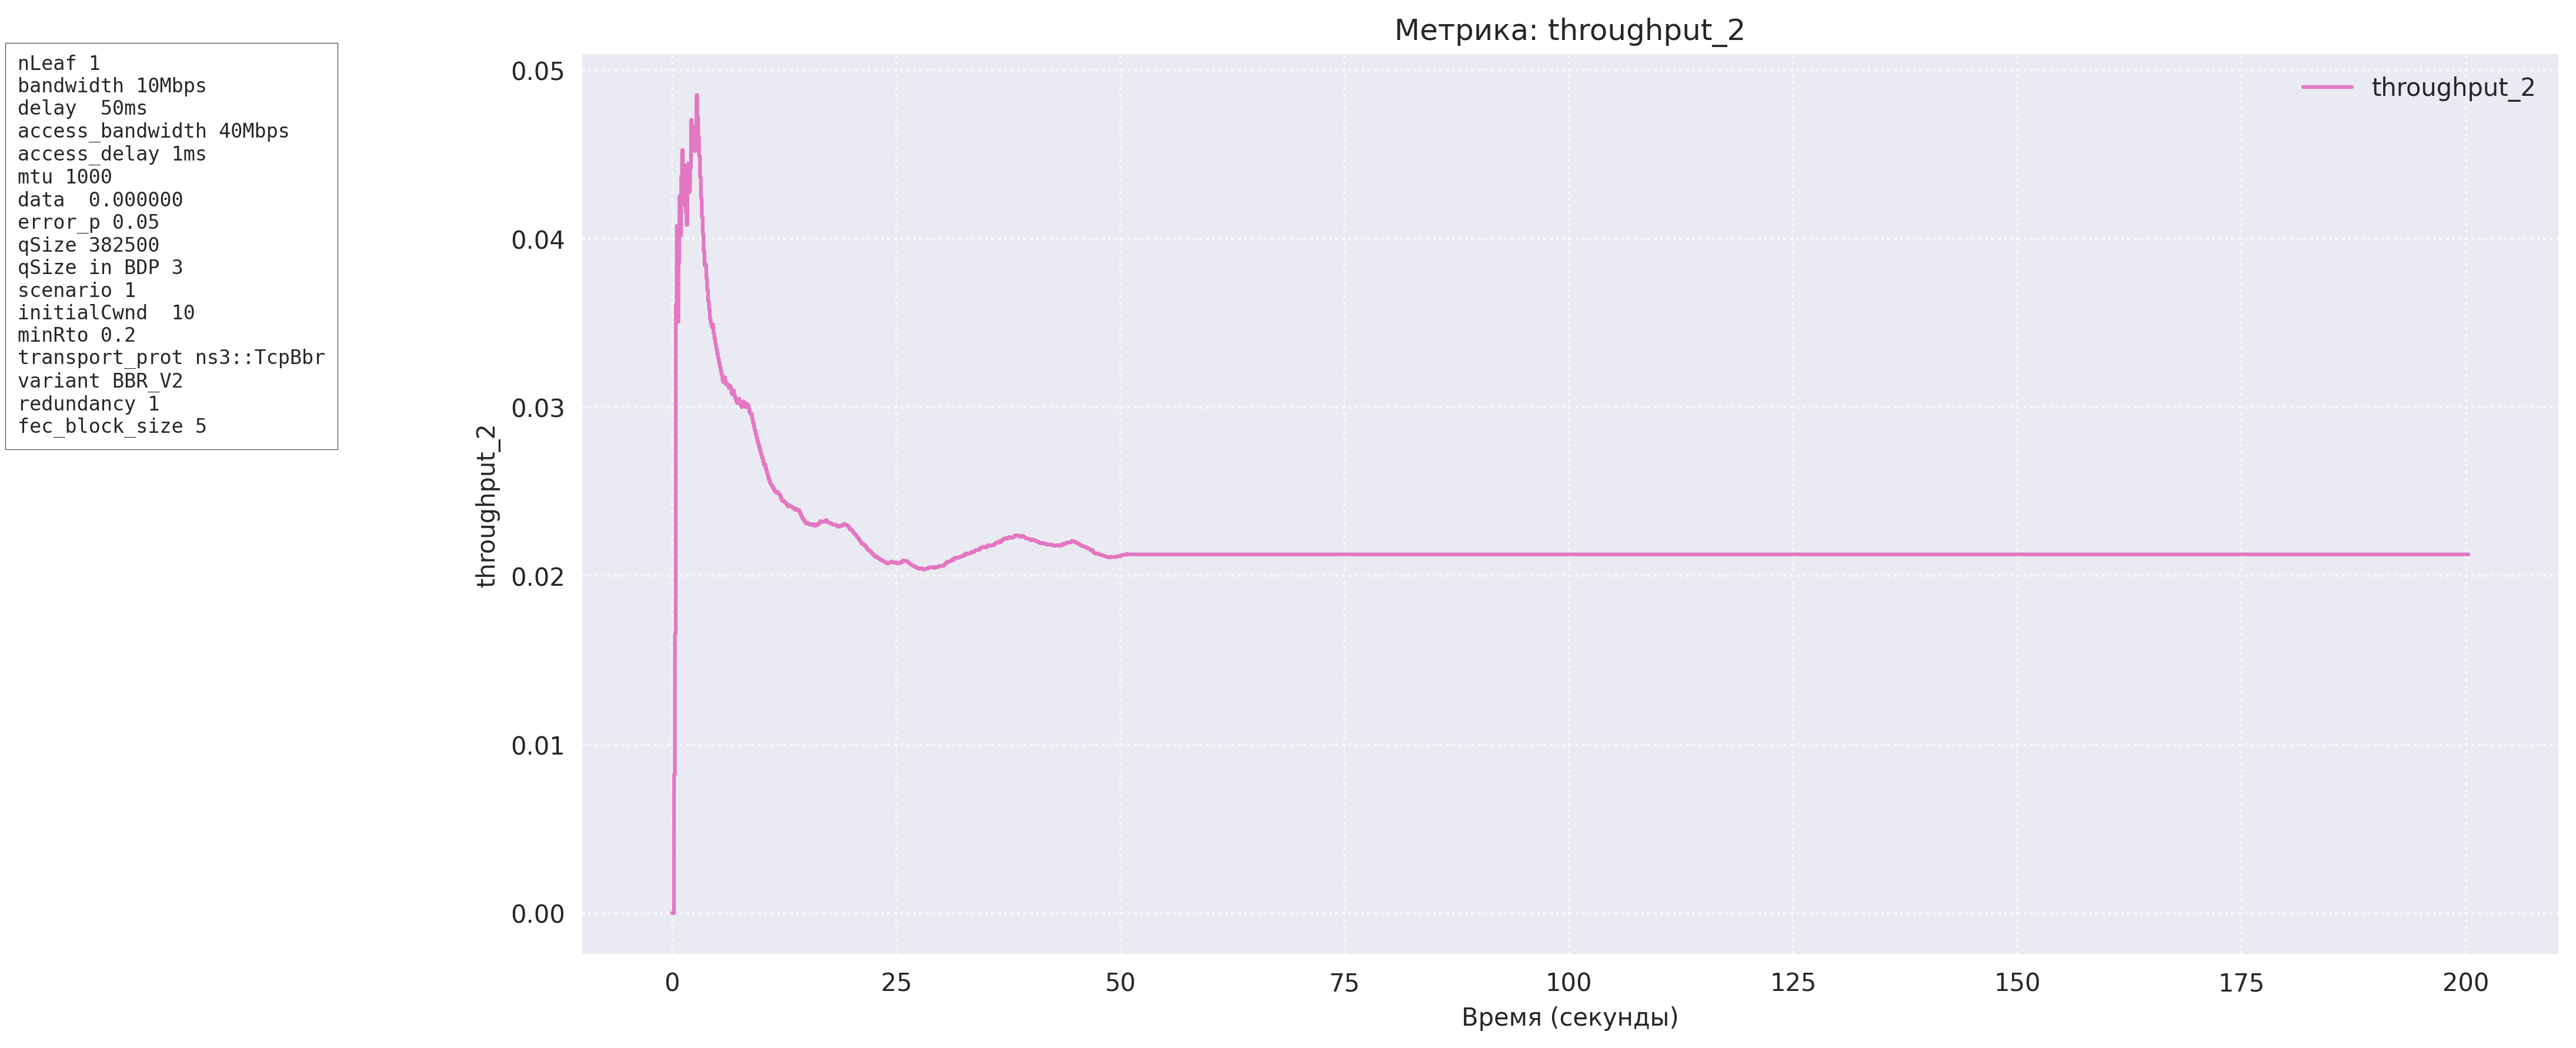 Метрика: throughput_2
nLeaf 1
bandwidth 10Mbps
delay  50ms
access_bandwidth 40Mbps
access_delay 1ms
mtu 1000
data  0.000000
error_p 0.05
qSize 382500
qSize in BDP 3
scenario 1
initialCwnd  10
minRto 0.2
transport_prot ns3::TcpBbr
variant BBR_V2
redundancy 1
fec_block_size 5
throughput_2
throughput_2
0.05
0.04
0.03
0.02
0.01
0.00
0 25 50 75 100 125 150 175 200
Время (секунды)